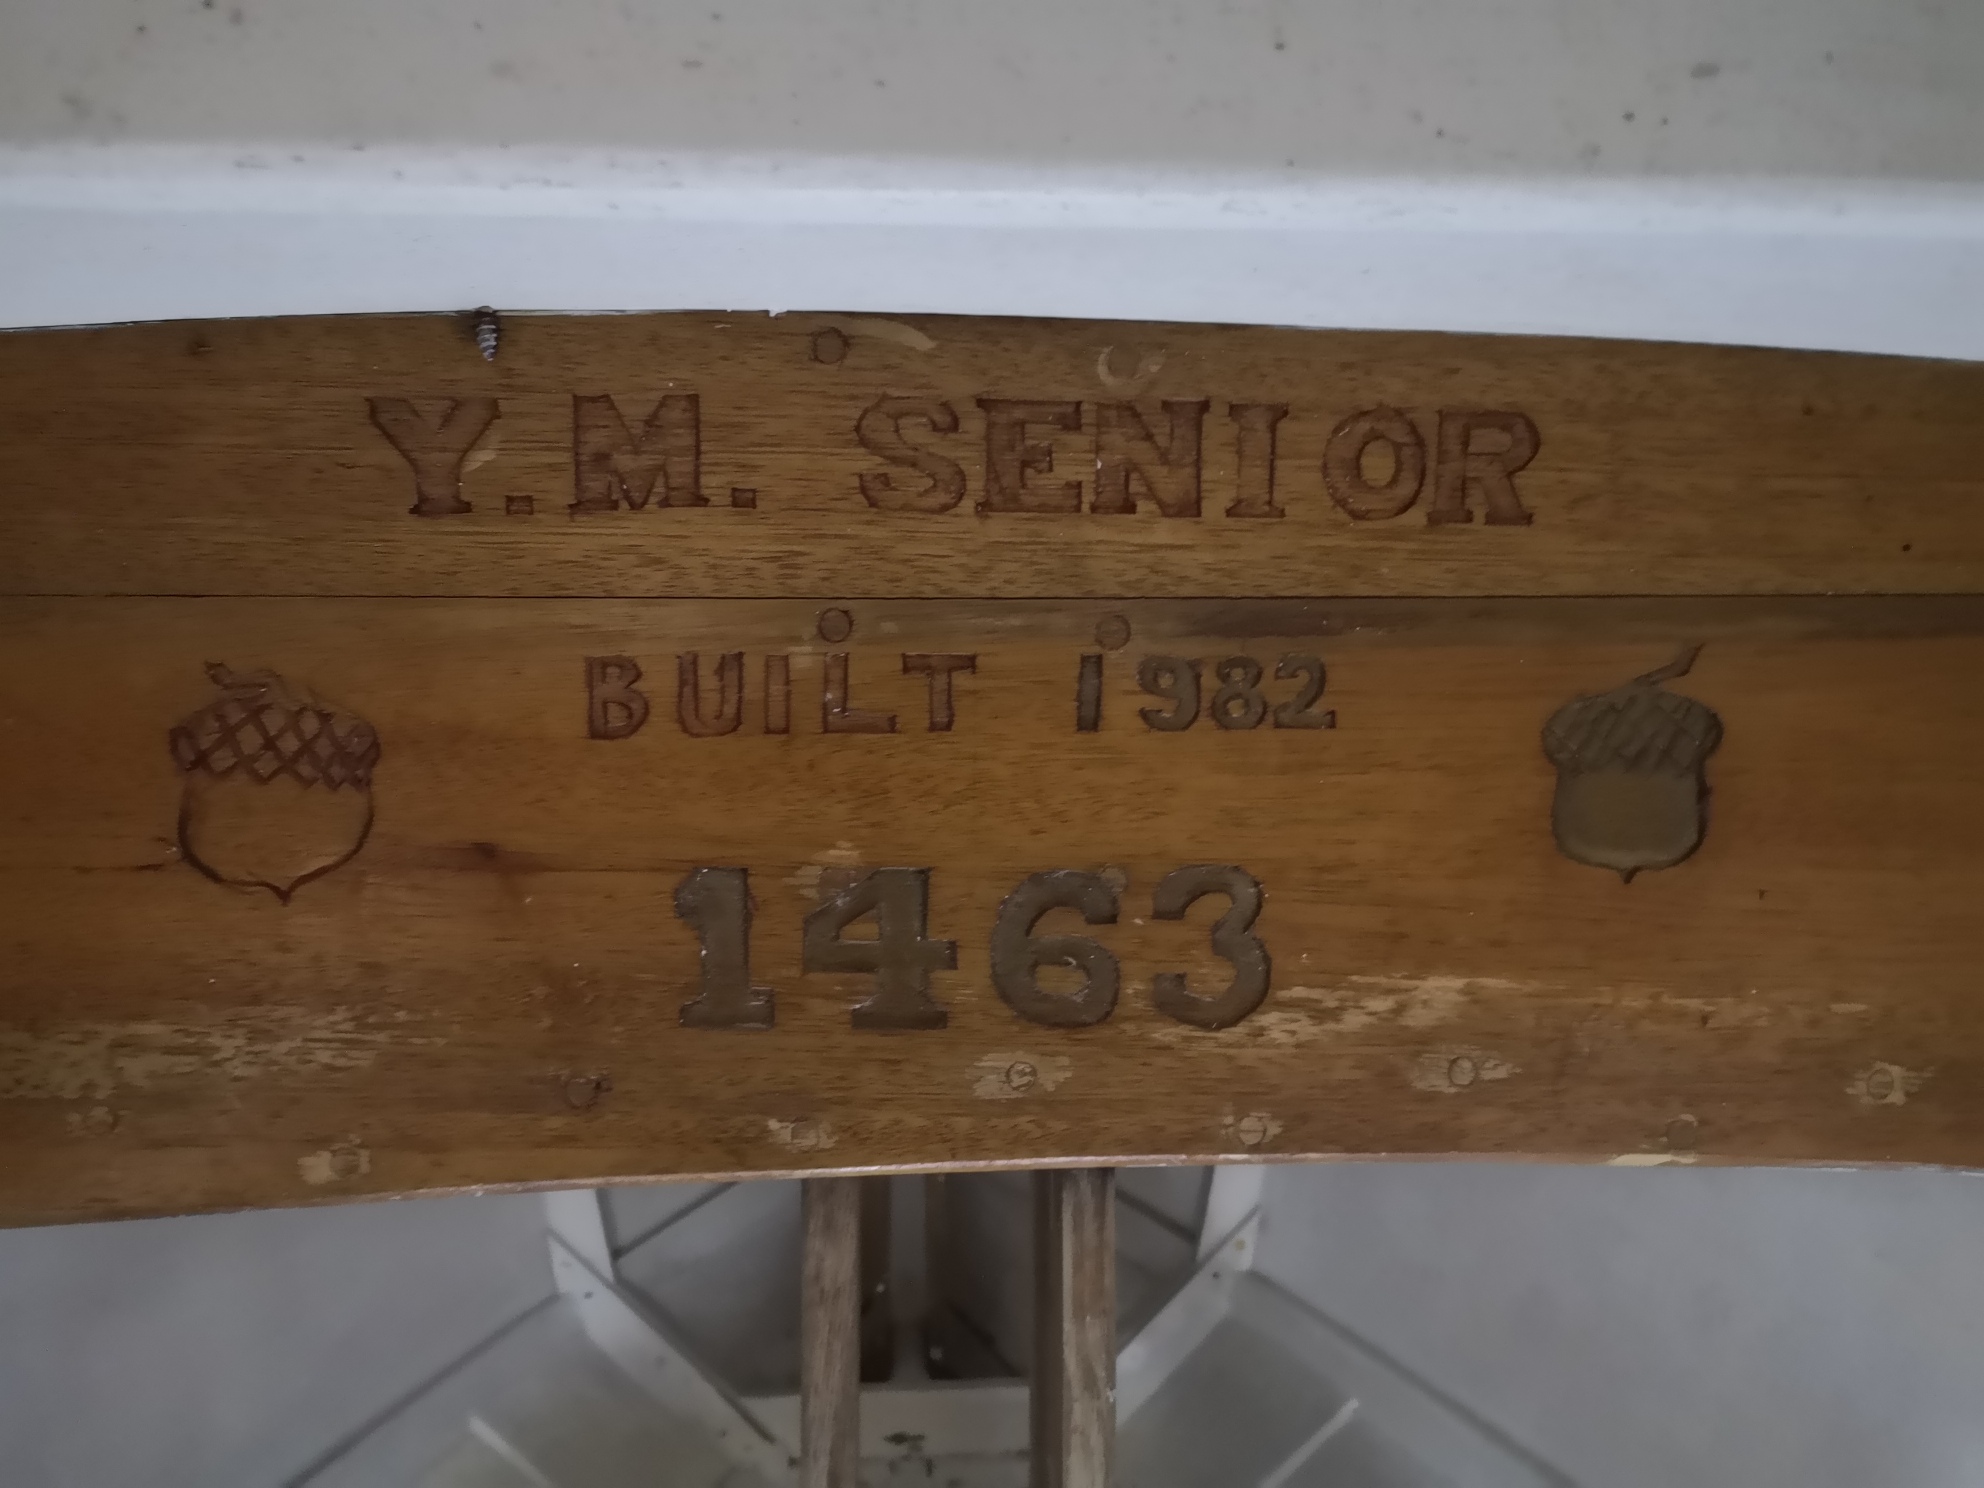 Y.M. SENIOR
BUILT 1982
1463